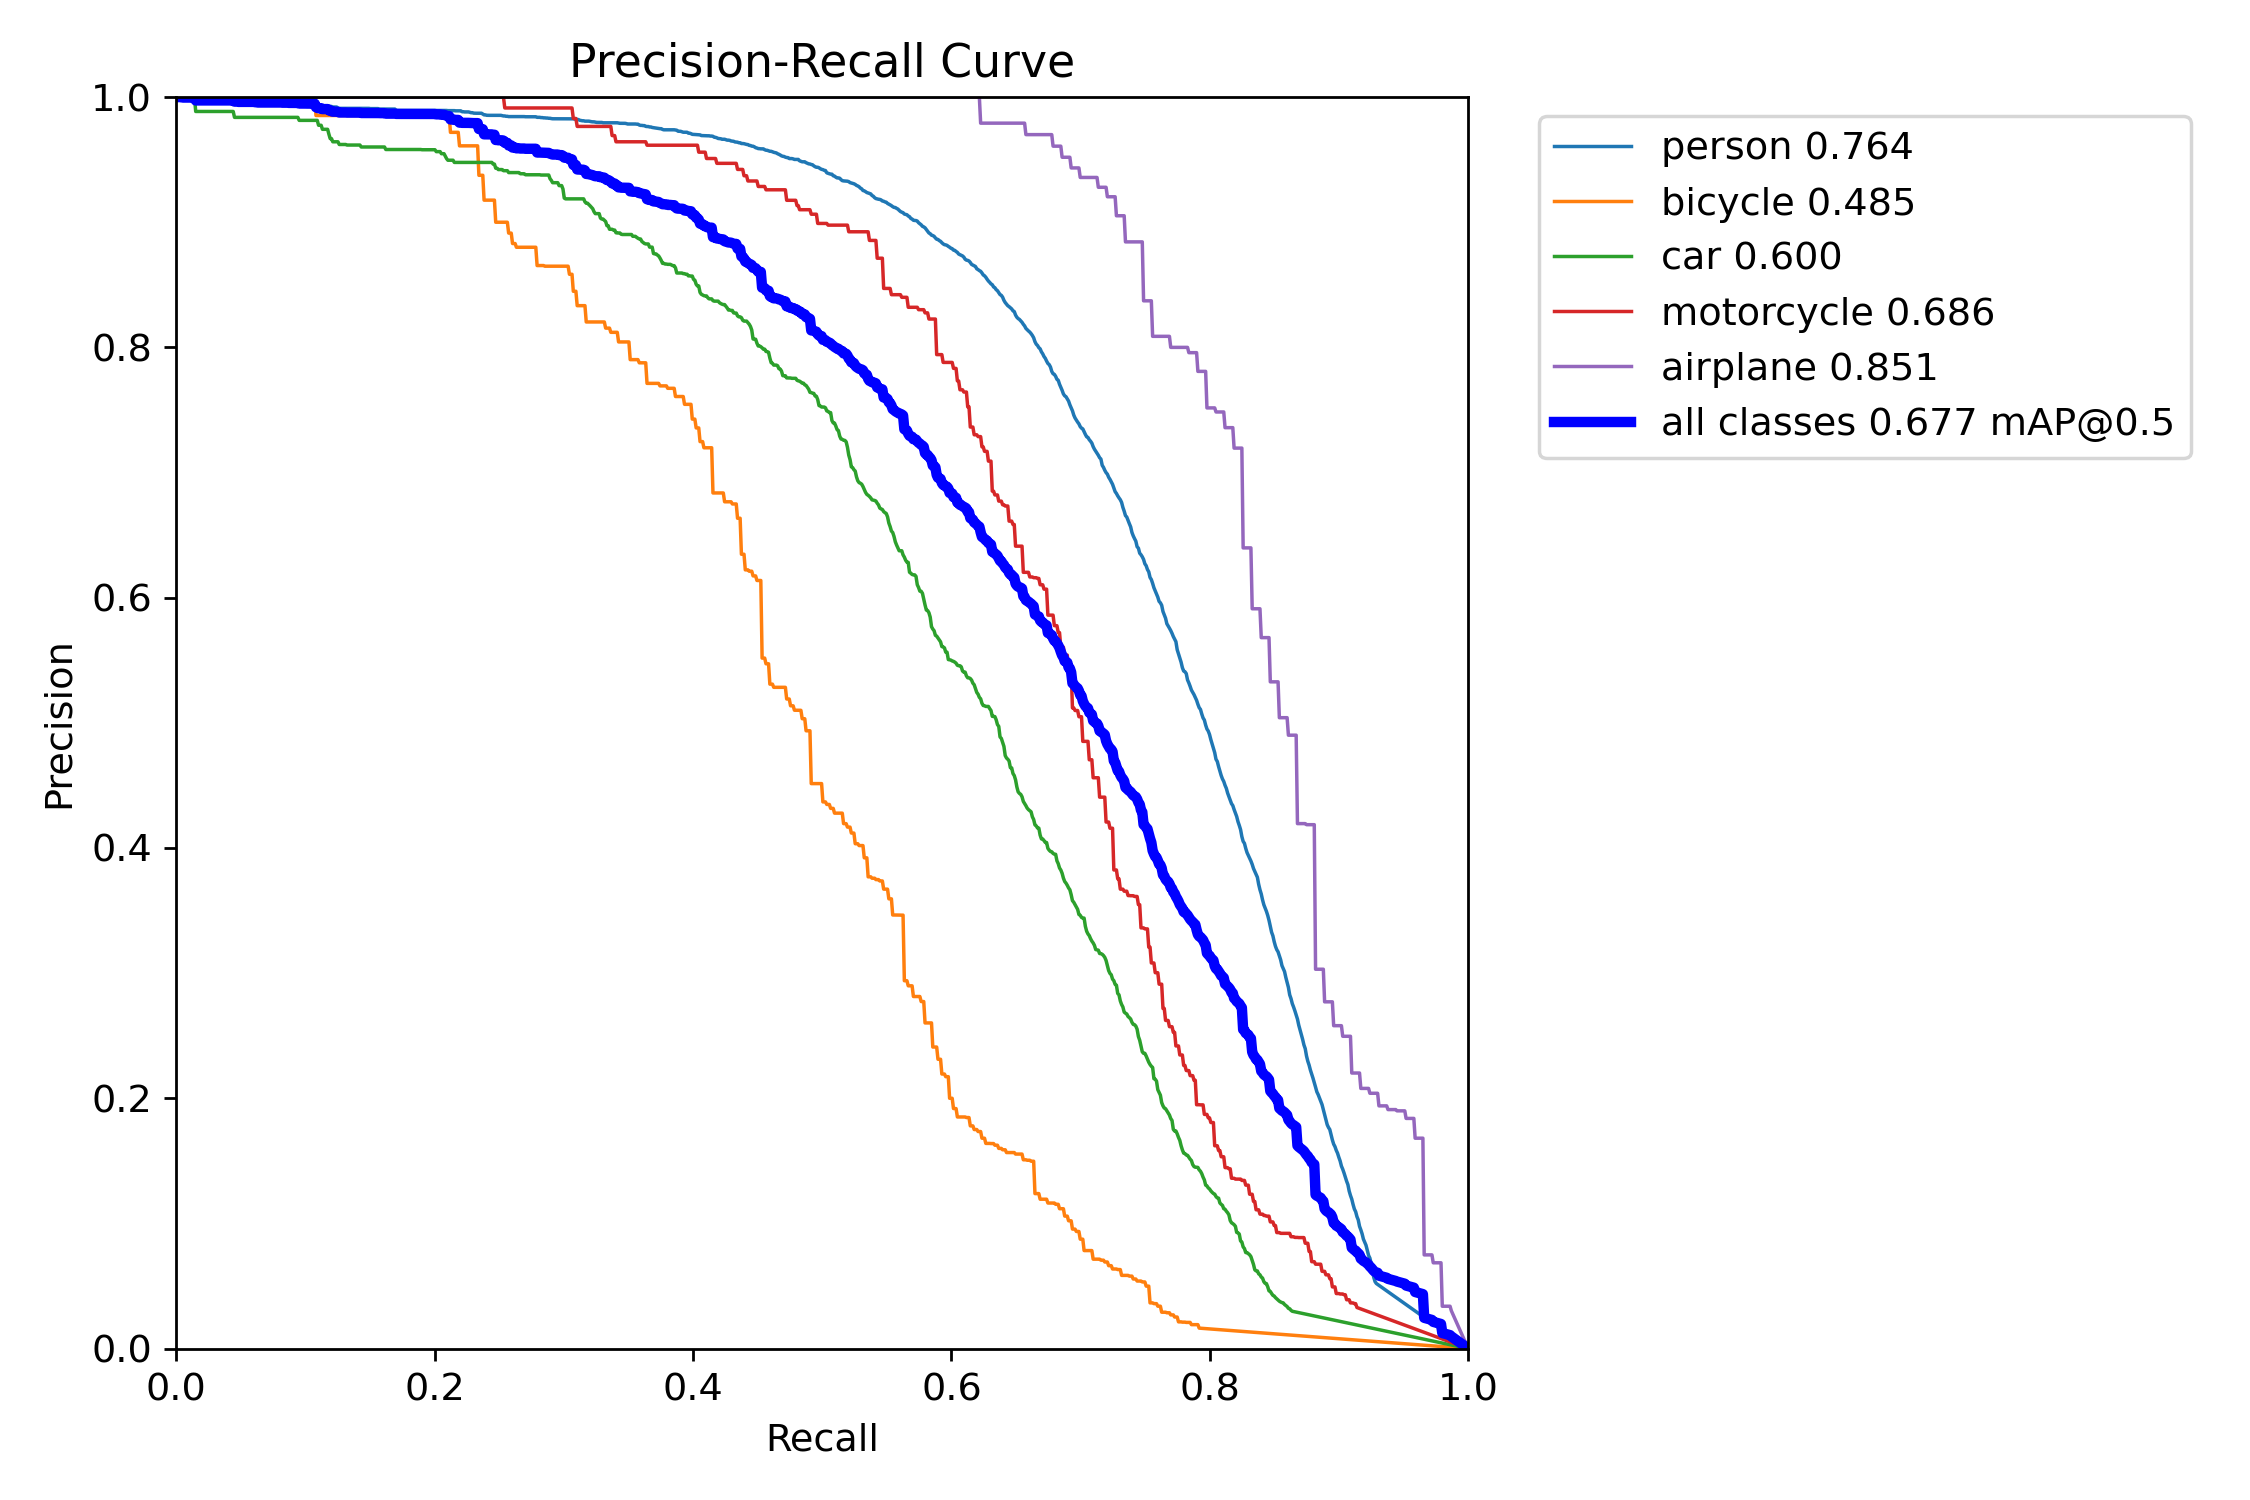 Precision-Recall Curve
1.0
0.8
0.6
0.4
0.2
0.0
Precision
0.0 0.2 0.4 0.6 0.8 1.0
Recall
person 0.764
bicycle 0.485
car 0.600
motorcycle 0.686
airplane 0.851
all classes 0.677 mAP@0.5